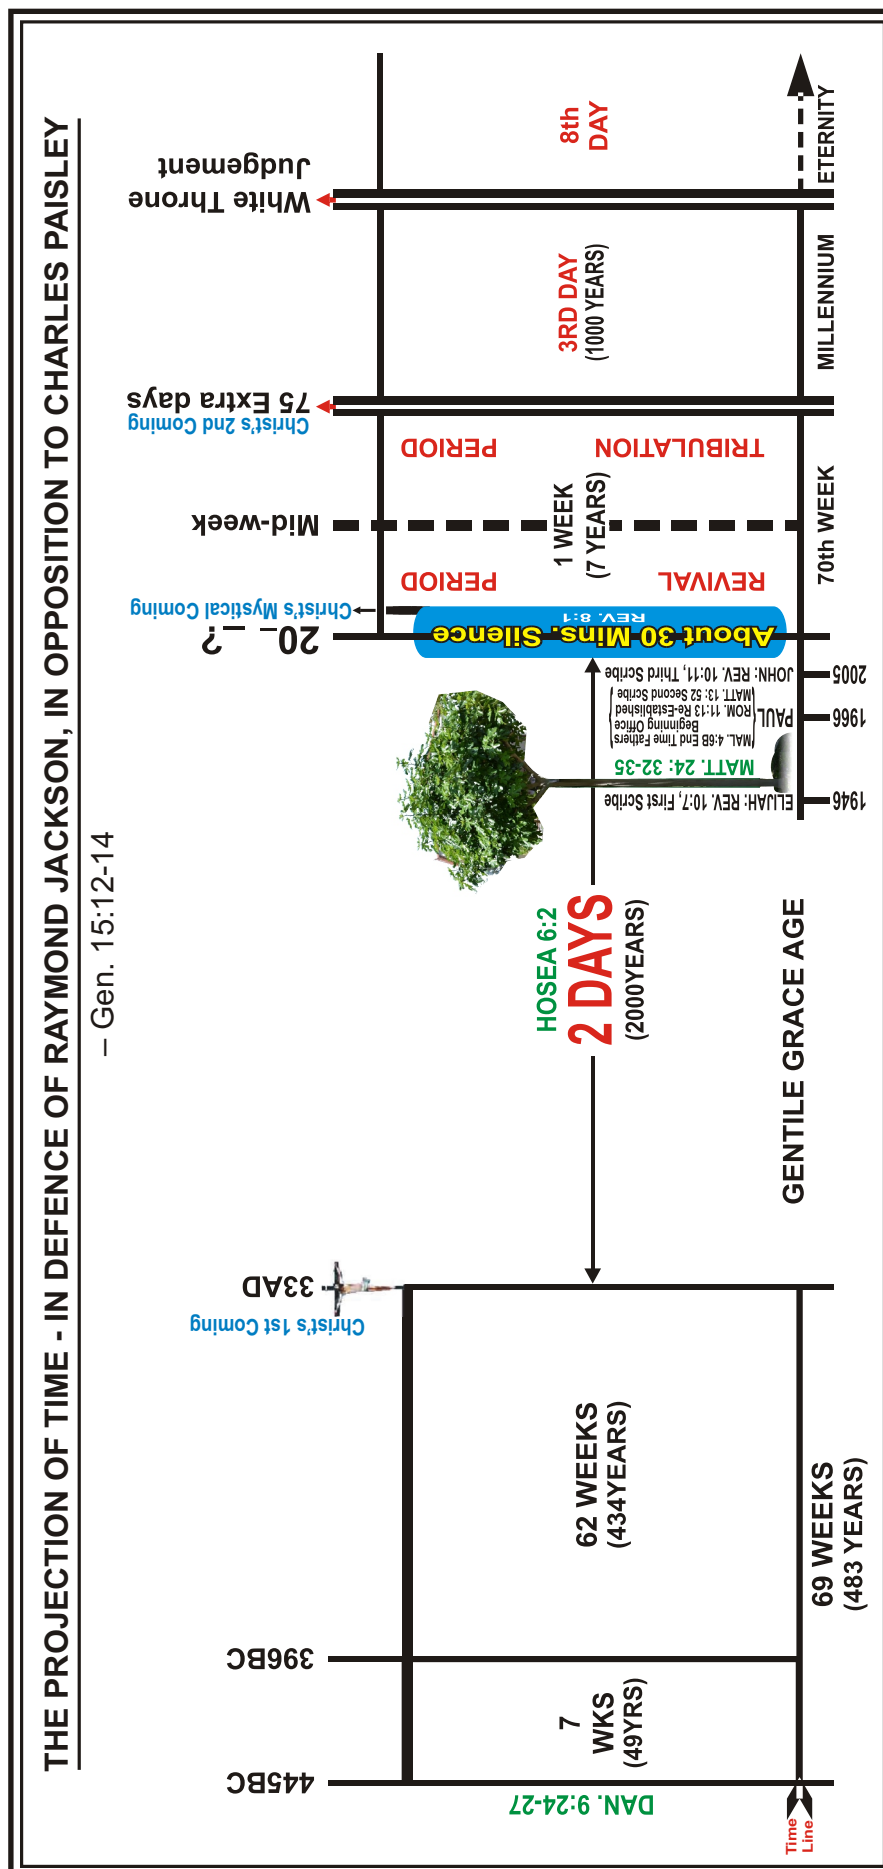 THE PROJECTION OF TIME - IN DEFENCE OF RAYMOND JACKSON, IN OPPOSITION TO CHARLES PAISLEY
– Gen. 15:12-14
445BC
396BC
33AD
Christ's 1st Coming
20_ _?
Christ's Mystical Coming
Mid-week
75 Extra days
Christ's 2nd Coming
White Throne
Judgement
DAN. 9:24-27
7
WKS
(49YRS)
62 WEEKS
(434YEARS)
HOSEA 6:2
2 DAYS
(2000YEARS)
About 30 Mins. Silence
REV. 8:1
REVIVAL PERIOD
1 WEEK
(7 YEARS)
TRIBULATION PERIOD
3RD DAY
(1000 YEARS)
8th
DAY
MATT. 24: 32-35
ELIJAH: REV. 10:7, First Scribe
PAUL
MAL. 4:6B End Time Fathers
Beginning Office
ROM. 11:13 Re-Established
MATT. 13: 52 Second Scribe
JOHN: REV. 10:11, Third Scribe
1946
1966
2005
Time
Line
69 WEEKS
(483 YEARS)
GENTILE GRACE AGE
70th WEEK
MILLENNIUM
ETERNITY